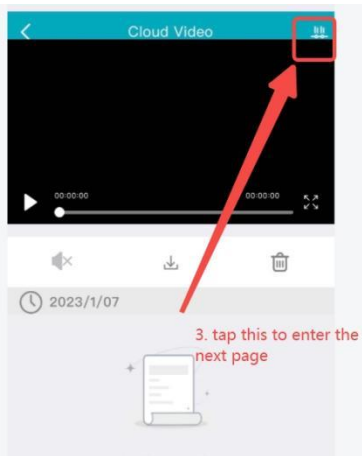 Cloud Video
00:00:00
00:00:00
2023/1/07
3. tap this to enter the
next page